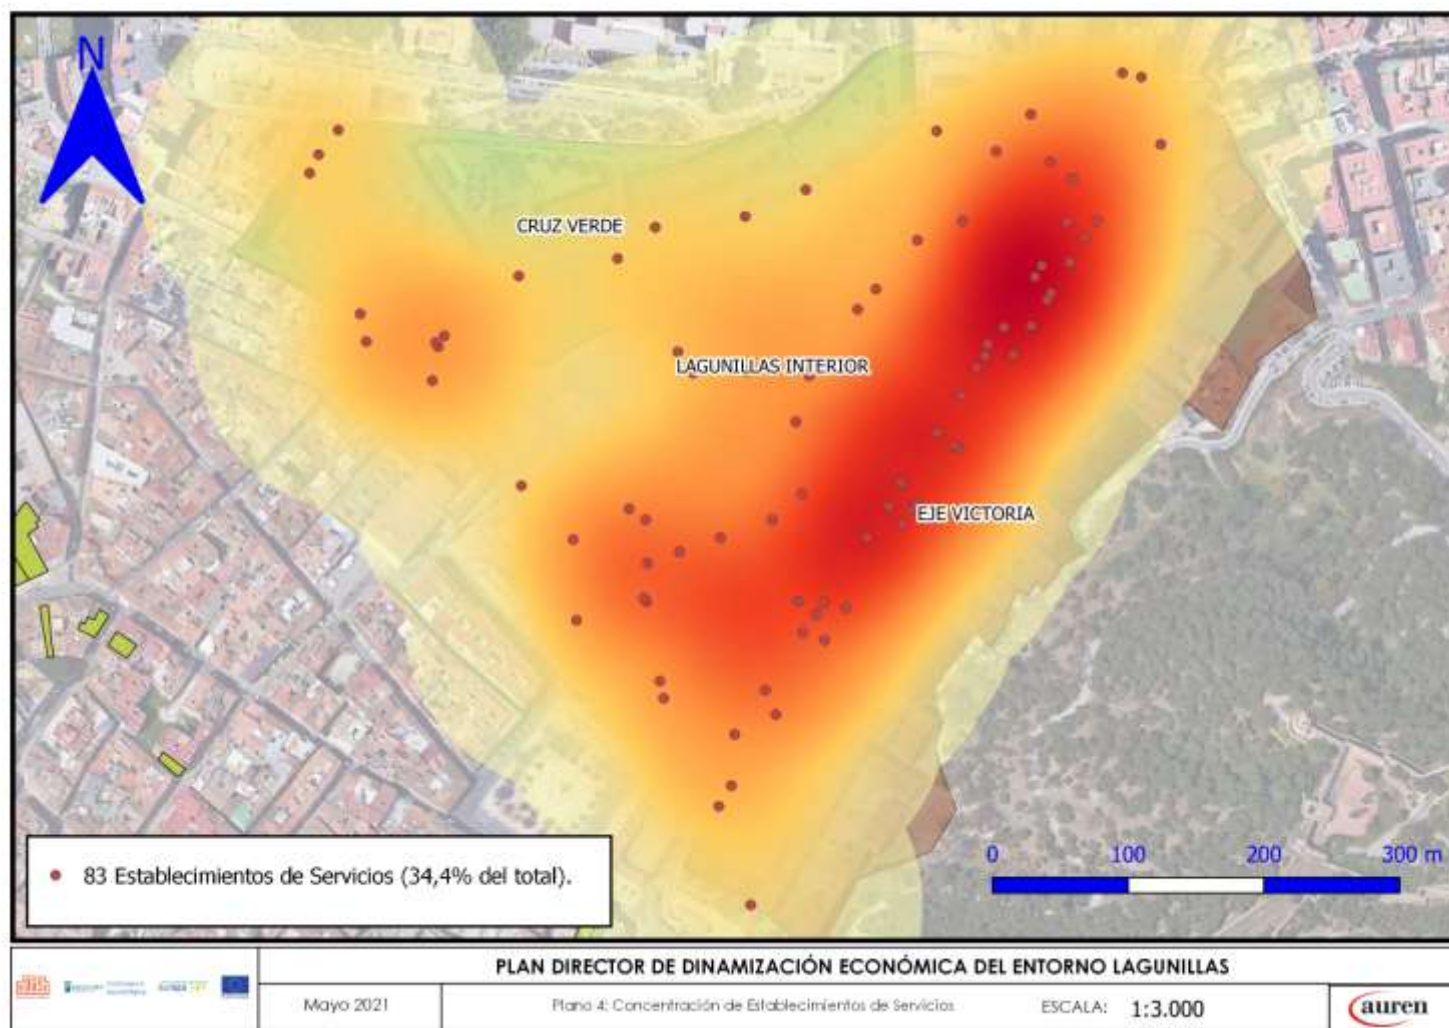 N
CRUZ VERDE
LAGUNILLAS INTERIOR
EJE VICTORIA
83 Establecimientos de Servicios (34,4% del total).
0 100 200 300 m
PLAN DIRECTOR DE DINAMIZACIÓN ECONÓMICA DEL ENTORNO LAGUNILLAS
Mayo 2021
Plano 4: Concentración de Establecimientos de Servicios
ESCALA: 1:3.000
auren